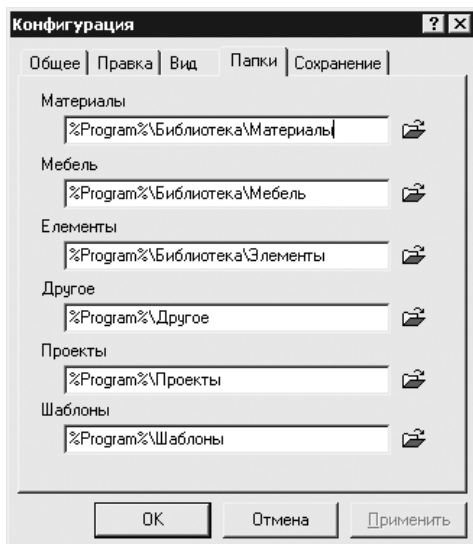 Конфигурация
Общее Правка Вид Папки Сохранение
Материалы
%Program%\Библиотека\Материалы
Мебель
%Program%\Библиотека\Мебель
Елементы
%Program%\Библиотека\Элементы
Другое
%Program%\Другое
Проекты
%Program%\Проекты
Шаблоны
%Program%\Шаблоны
OK Отмена Применить